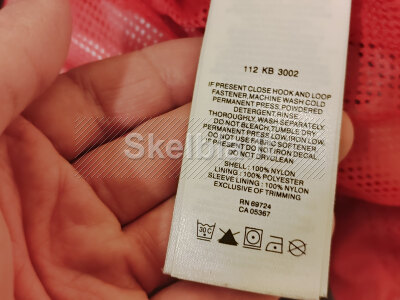 112 KB 3002
IF PRESENT CLOSE HOOK AND LOOP
FASTENER, MACHINE WASH COLD
PERMANENT PRESS, POWDERED
DETERGENT, RINSE
THOROUGHLY, WASH SEPARATELY
DO NOT BLEACH, TUMBLE DRY
PERMANENT PRESS LOW, IRON LOW
DO NOT USE FABRIC SOFTENER
IF PRESENT DO NOT IRON DECAL
DO NOT DRYCLEAN
SHELL : 100% NYLON
LINING : 100% POLYESTER
SLEEVE LINING : 100% NYLON
EXCLUSIVE OF TRIMMING
RN 69724
CA 05367
30C